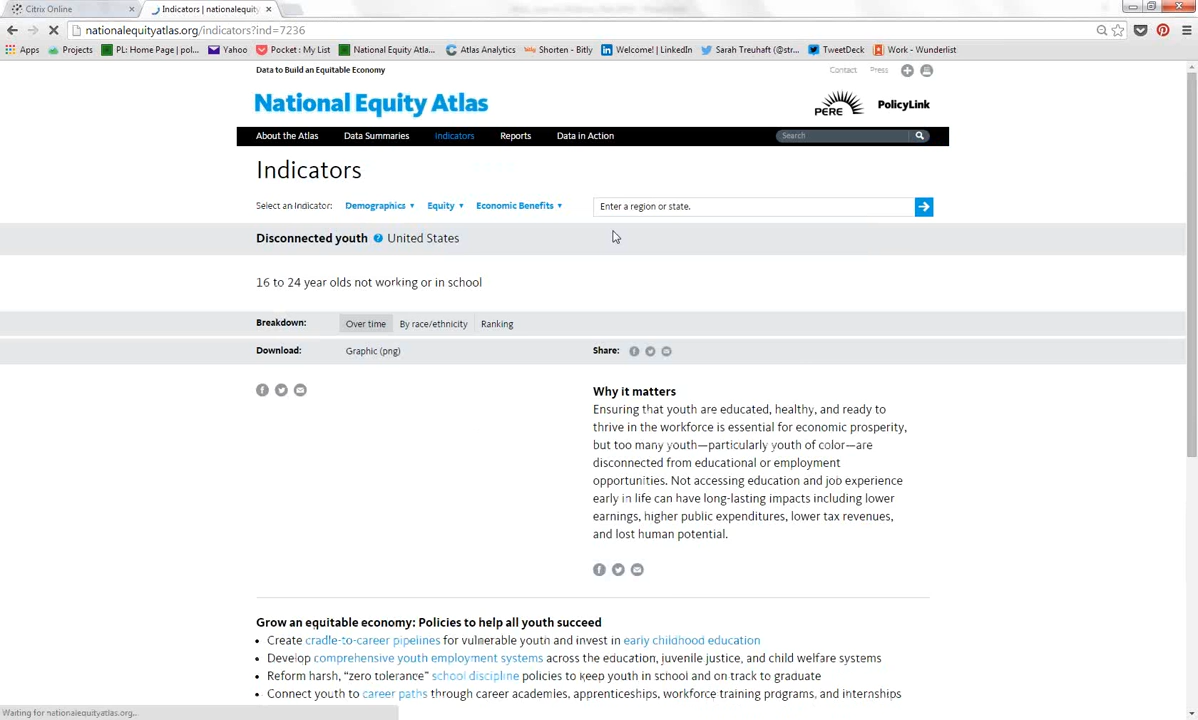 Citrix Online
Indicators | nationalequity
nationalequityatlas.org/indicators?ind=7236
Apps Projects PL: Home Page | pol... Yahoo Pocket : My List National Equity Atla... Atlas Analytics Shorten - Bitly Welcome! | LinkedIn Sarah Treuhaft (@str... TweetDeck Work - Wunderlist
Data to Build an Equitable Economy
Contact Press
National Equity Atlas
PERE PolicyLink
About the Atlas Data Summaries Indicators Reports Data in Action Search
Indicators
Select an Indicator: Demographics Equity Economic Benefits Enter a region or state.
Disconnected youth ? United States
16 to 24 year olds not working or in school
Breakdown: Over time By race/ethnicity Ranking
Download: Graphic (png) Share:
Why it matters
Ensuring that youth are educated, healthy, and ready to
thrive in the workforce is essential for economic prosperity,
but too many youth—particularly youth of color—are
disconnected from educational or employment
opportunities. Not accessing education and job experience
early in life can have long-lasting impacts including lower
earnings, higher public expenditures, lower tax revenues,
and lost human potential.
Grow an equitable economy: Policies to help all youth succeed
• Create cradle-to-career pipelines for vulnerable youth and invest in early childhood education
• Develop comprehensive youth employment systems across the education, juvenile justice, and child welfare systems
• Reform harsh, “zero tolerance” school discipline policies to keep youth in school and on track to graduate
• Connect youth to career paths through career academies, apprenticeships, workforce training programs, and internships
Waiting for nationalequityatlas.org...